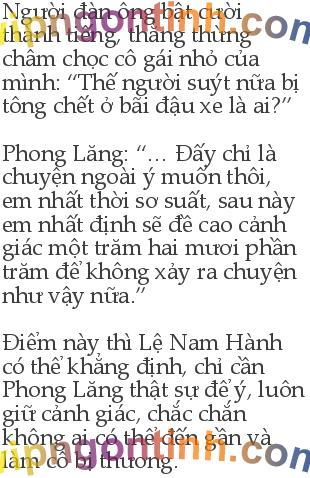 Người đàn ông bật cười
thành tiếng, thẳng thừng
châm chọc cô gái nhỏ của
mình: “Thế người suýt nữa bị
tông chết ở bãi đậu xe là ai?”

Phong Lăng: “... Đấy chỉ là
chuyện ngoài ý muốn thôi,
em nhất thời sơ suất, sau này
em nhất định sẽ đề cao cảnh
giác một trăm hai mươi phần
trăm để không xảy ra chuyện
như vậy nữa.”

Điểm này thì Lệ Nam Hành
có thể khẳng định, chỉ cần
Phong Lăng thật sự để ý, luôn
giữ cảnh giác, chắc chắn
không ai có thể đến gần và
làm cô bị thương.
vipngontinh.com
vipngontinh.com